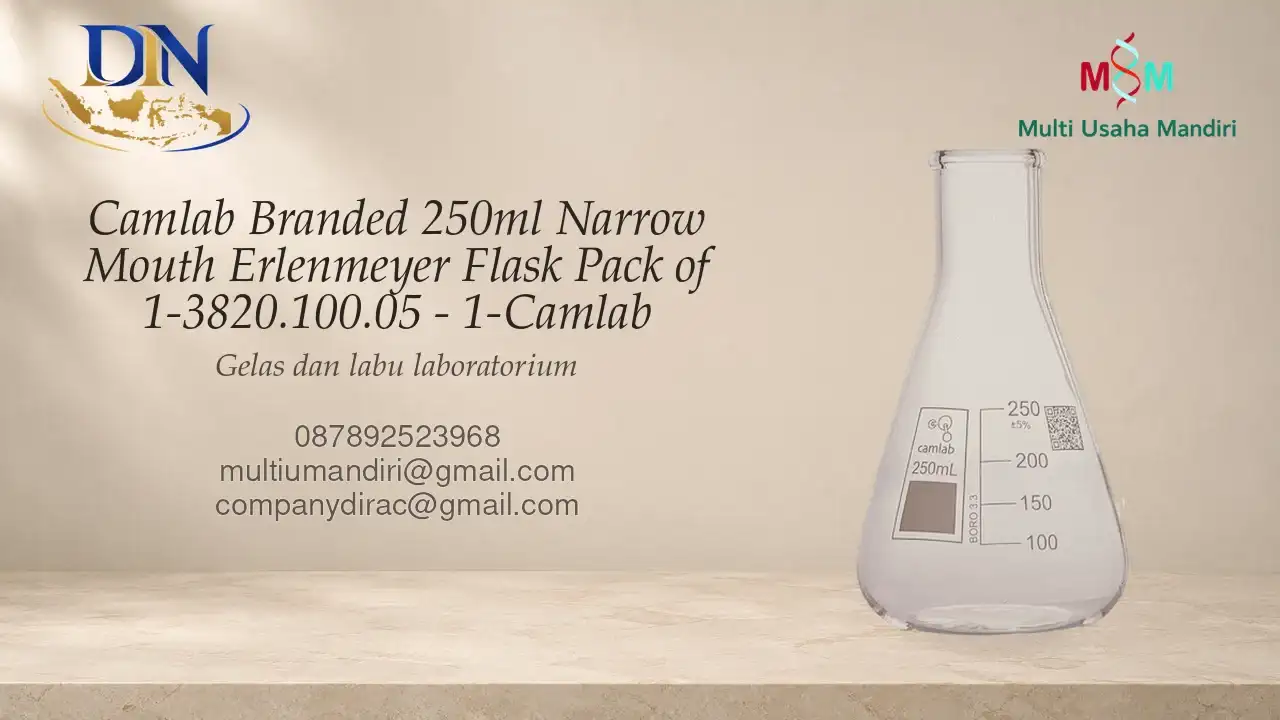 DIN
M M
Multi Usaha Mandiri
Camlab Branded 250ml Narrow
Mouth Erlenmeyer Flask Pack of
1-3820.100.05 - 1-Camlab
Gelas dan labu laboratorium
087892523968
multiumandiri@gmail.com
companydirac@gmail.com
camlab
250mL
BORO 3.3
250
±5%
200
150
100